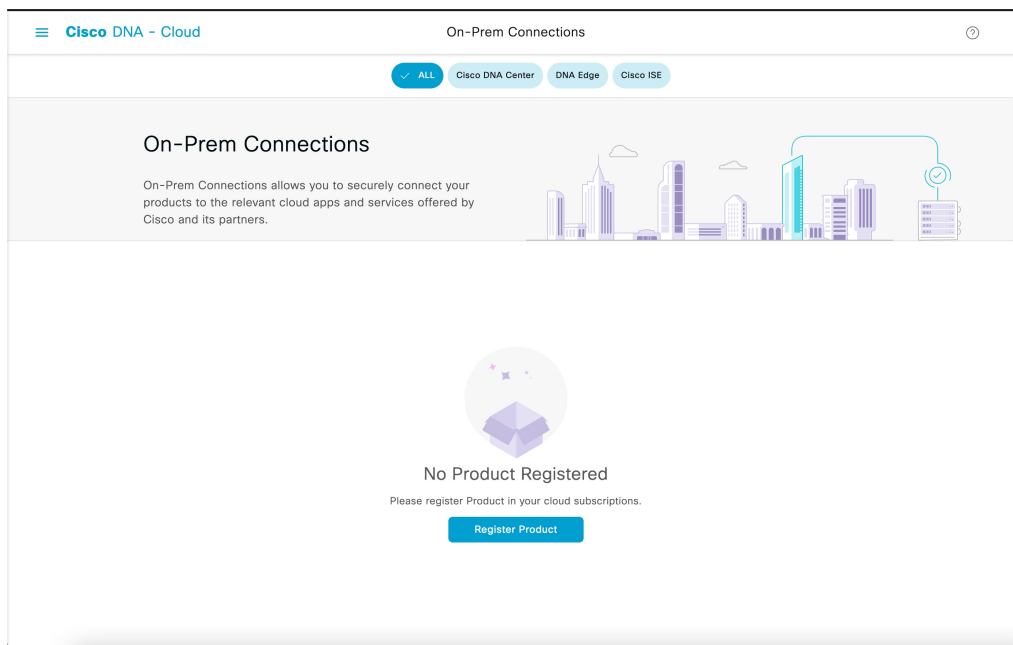 Cisco DNA - Cloud
On-Prem Connections
ALL
Cisco DNA Center
DNA Edge
Cisco ISE
On-Prem Connections
On-Prem Connections allows you to securely connect your
products to the relevant cloud apps and services offered by
Cisco and its partners.
No Product Registered
Please register Product in your cloud subscriptions.
Register Product